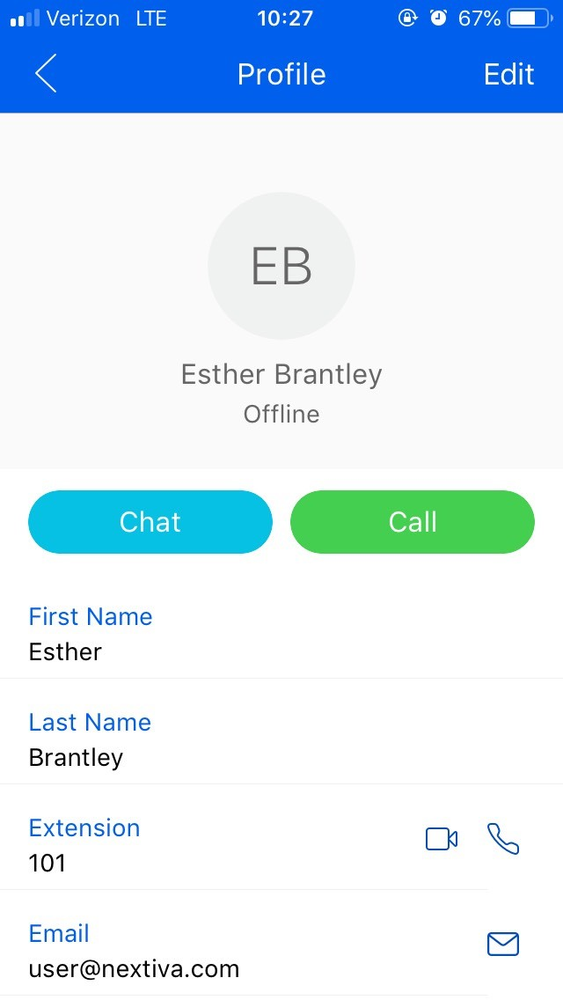 Verizon LTE 10:27 67%
Profile Edit
EB
Esther Brantley
Offline
Chat Call
First Name
Esther
Last Name
Brantley
Extension
101
Email
user@nextiva.com